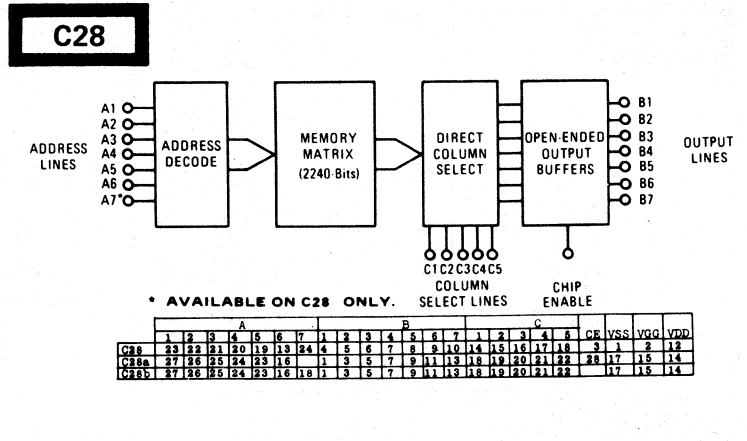 C28
A1
A2
A3
A4
A5
A6
A7*
ADDRESS
LINES
ADDRESS
DECODE
MEMORY
MATRIX
(2240-Bits)
DIRECT
COLUMN
SELECT
OPEN-ENDED
OUTPUT
BUFFERS
B1
B2
B3
B4
B5
B6
B7
OUTPUT
LINES
C1 C2 C3 C4 C5
COLUMN
SELECT LINES
CHIP
ENABLE
* AVAILABLE ON C28 ONLY.
A B C
1 2 3 4 5 6 7 1 2 3 4 5 6 7 1 2 3 4 5 CE VSS VGG VDD
C28 23 22 21 20 19 13 24 4 5 6 7 8 9 10 14 15 16 17 18 3 1 2 12
C28a 27 26 25 24 23 16 1 3 5 7 9 11 13 18 19 20 21 22 28 17 15 14
C28b 27 26 25 24 23 16 18 1 3 5 7 9 11 13 18 19 20 21 22 17 15 14